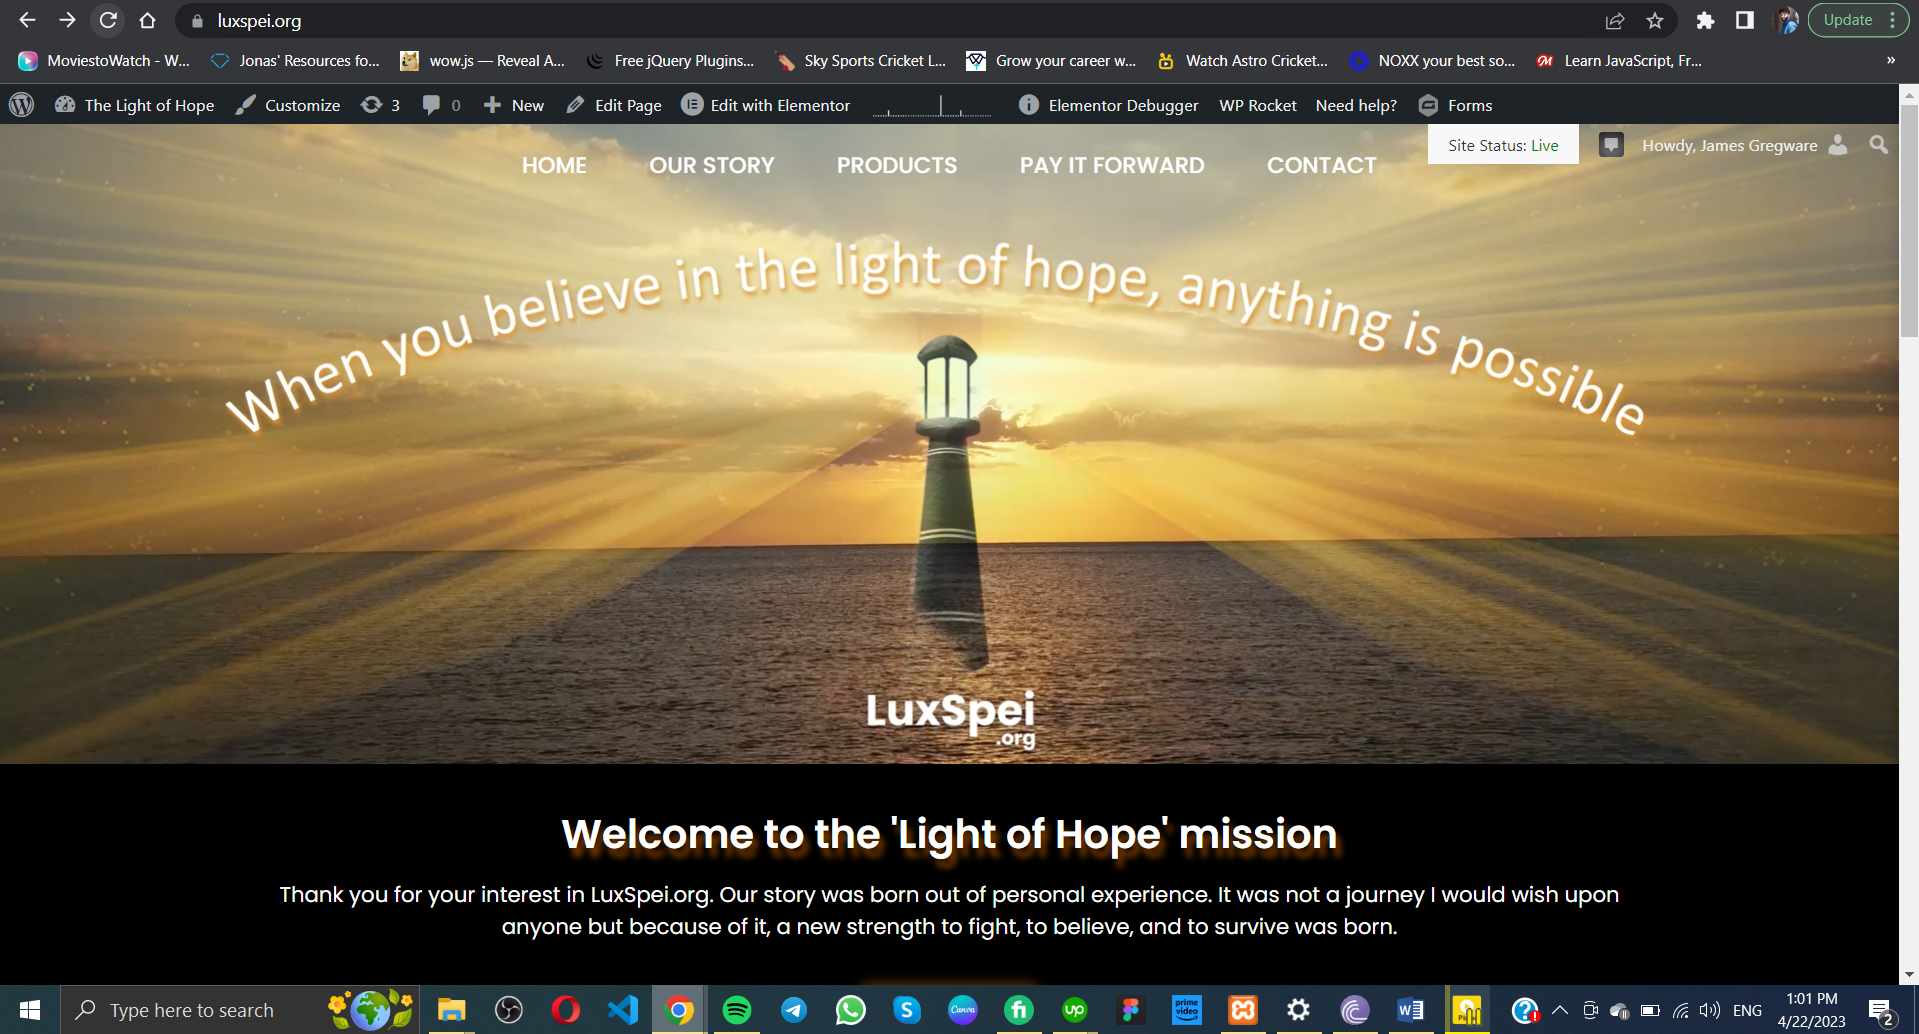 luxspei.org
Update
MoviestoWatch - W...
Jonas' Resources fo...
wow.js — Reveal A...
Free jQuery Plugins...
Sky Sports Cricket L...
Grow your career w...
Watch Astro Cricket...
NOXX your best so...
Learn JavaScript, Fr...
»
The Light of Hope
Customize
3
0
New
Edit Page
Edit with Elementor
Elementor Debugger
WP Rocket
Need help?
Forms
Site Status: Live
Howdy, James Gregware
HOME
OUR STORY
PRODUCTS
PAY IT FORWARD
CONTACT
When you believe in the light of hope, anything is possible
LuxSpei
.org
Welcome to the 'Light of Hope' mission
Thank you for your interest in LuxSpei.org. Our story was born out of personal experience. It was not a journey I would wish upon
anyone but because of it, a new strength to fight, to believe, and to survive was born.
Type here to search
Canva
fi
up
prime
video
ENG
1:01 PM
4/22/2023
2